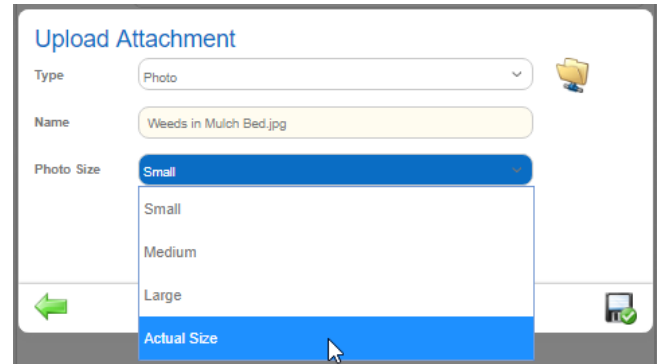 Upload Attachment
Type Photo
Name Weeds in Mulch Bed.jpg
Photo Size Small
Small
Medium
Large
Actual Size